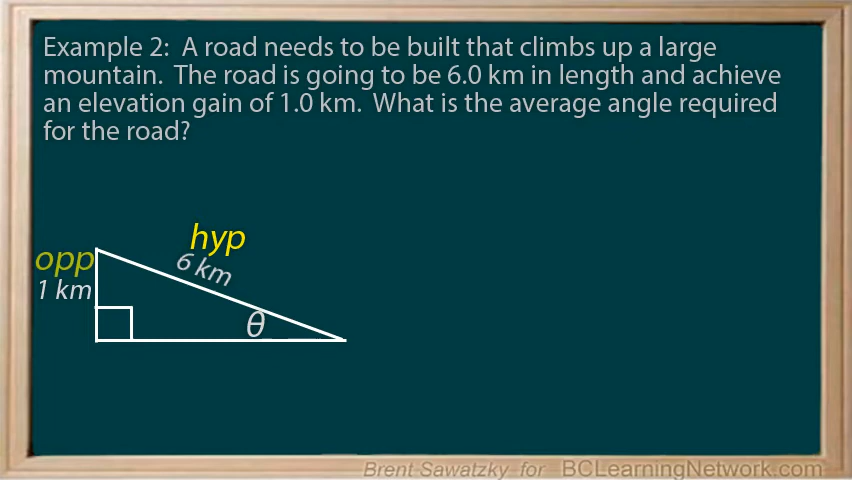 Example 2:  A road needs to be built that climbs up a large
mountain.  The road is going to be 6.0 km in length and achieve
an elevation gain of 1.0 km.  What is the average angle required
for the road?
hyp
opp
6 km
1 km
θ
Brent Sawatzky for BCLearningNetwork.com